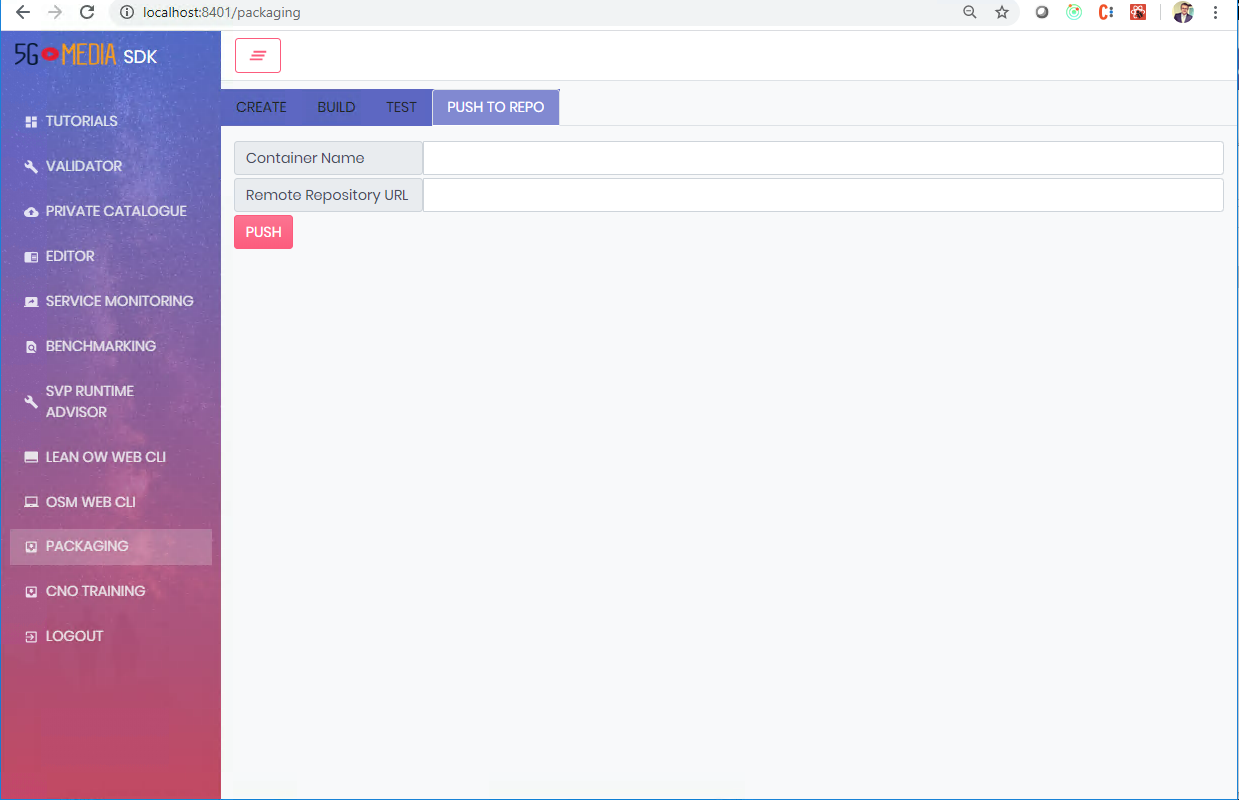 localhost:8401/packaging
5G MEDIA SDK
TUTORIALS
VALIDATOR
PRIVATE CATALOGUE
EDITOR
SERVICE MONITORING
BENCHMARKING
SVP RUNTIME
ADVISOR
LEAN OW WEB CLI
OSM WEB CLI
PACKAGING
CNO TRAINING
LOGOUT
CREATE BUILD TEST PUSH TO REPO
Container Name
Remote Repository URL
PUSH